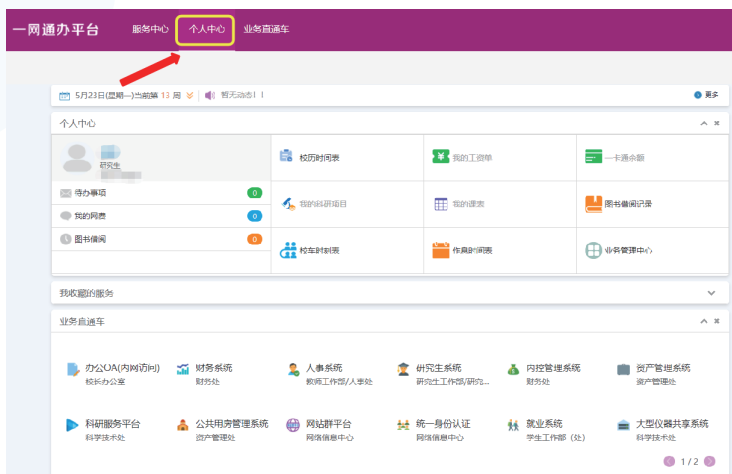 一网通办平台 服务中心 个人中心 业务直通车
5月23日(星期一)当前第 13 周 暂无动态! ! 更多
个人中心
研究生
校历时间表 我的工资单 一卡通余额
待办事项 0
我的网费 0
我的科研项目 我的课表 图书借阅记录
图书借阅 0
校车时刻表 作息时间表 业务管理中心
我收藏的服务
业务直通车
办公OA(内网访问) 财务系统 人事系统 研究生系统 内控管理系统 资产管理系统
校长办公室 财务处 教师工作部/人事处 研究生工作部/研究... 财务处 资产管理处
科研服务平台 公共用房管理系统 网站群平台 统一身份认证 就业系统 大型仪器共享系统
科学技术处 资产管理处 网络信息中心 网络信息中心 学生工作部（处） 科学技术处
1 / 2